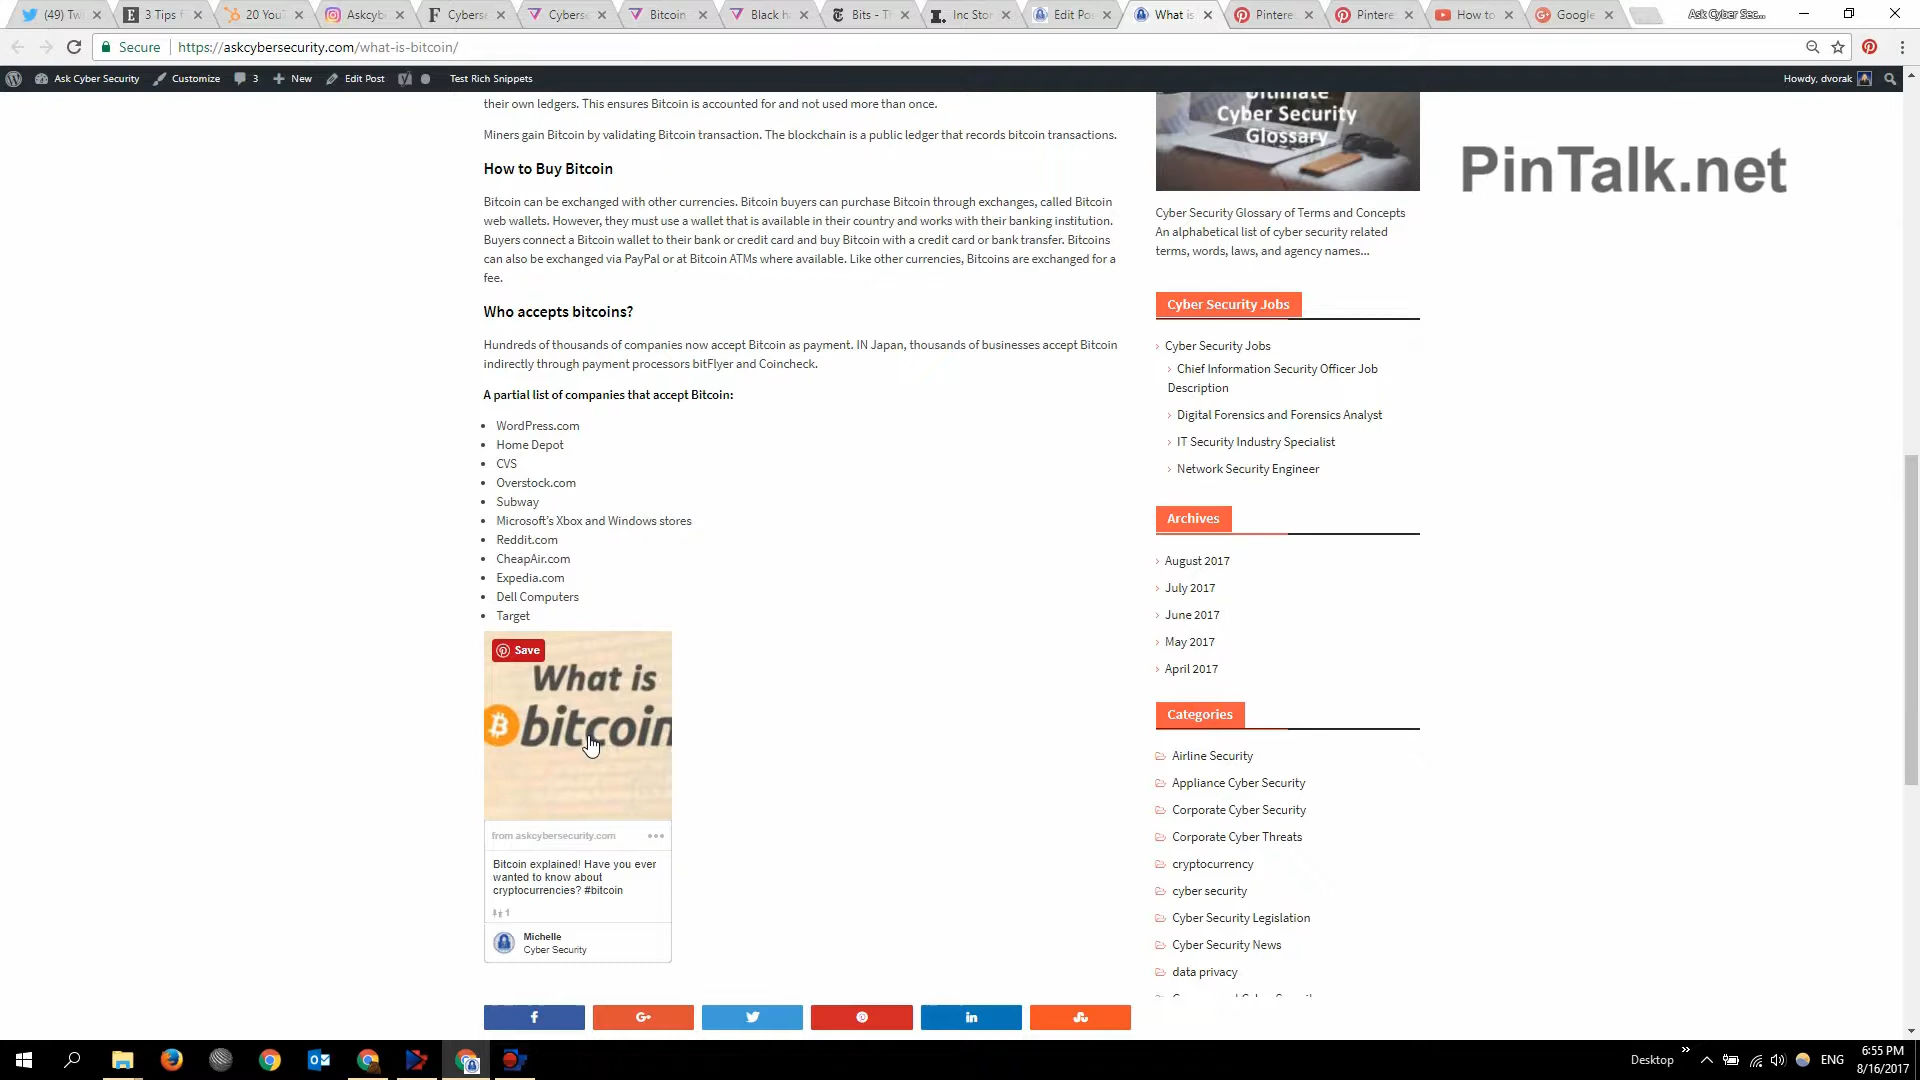 (49) Twi
3 Tips f
20 You
Askcyb
Cyberse
Cyberse
Bitcoin
Black h
Bits - T
Inc Stor
Edit Pos
What is
Pintere
Pintere
How to
Google
Ask Cyber Sec...
Secure
https://askcybersecurity.com/what-is-bitcoin/
Ask Cyber Security
Customize
3
New
Edit Post
Test Rich Snippets
Howdy, dvorak
their own ledgers. This ensures Bitcoin is accounted for and not used more than once.
Miners gain Bitcoin by validating Bitcoin transaction. The blockchain is a public ledger that records bitcoin transactions.
How to Buy Bitcoin
Bitcoin can be exchanged with other currencies. Bitcoin buyers can purchase Bitcoin through exchanges, called Bitcoin
web wallets. However, they must use a wallet that is available in their country and works with their banking institution.
Buyers connect a Bitcoin wallet to their bank or credit card and buy Bitcoin with a credit card or bank transfer. Bitcoins
can also be exchanged via PayPal or at Bitcoin ATMs where available. Like other currencies, Bitcoins are exchanged for a
fee.
Who accepts bitcoins?
Hundreds of thousands of companies now accept Bitcoin as payment. IN Japan, thousands of businesses accept Bitcoin
indirectly through payment processors bitFlyer and Coincheck.
A partial list of companies that accept Bitcoin:
WordPress.com
Home Depot
CVS
Overstock.com
Subway
Microsoft's Xbox and Windows stores
Reddit.com
CheapAir.com
Expedia.com
Dell Computers
Target
Save
What is
bitcoin
from askcybersecurity.com
Bitcoin explained! Have you ever
wanted to know about
cryptocurrencies? #bitcoin
1
Michelle
Cyber Security
Ultimate
Cyber Security
Glossary
Cyber Security Glossary of Terms and Concepts
An alphabetical list of cyber security related
terms, words, laws, and agency names...
Cyber Security Jobs
Cyber Security Jobs
Chief Information Security Officer Job
Description
Digital Forensics and Forensics Analyst
IT Security Industry Specialist
Network Security Engineer
Archives
August 2017
July 2017
June 2017
May 2017
April 2017
Categories
Airline Security
Appliance Cyber Security
Corporate Cyber Security
Corporate Cyber Threats
cryptocurrency
cyber security
Cyber Security Legislation
Cyber Security News
data privacy
PinTalk.net
Desktop
ENG
6:55 PM
8/16/2017